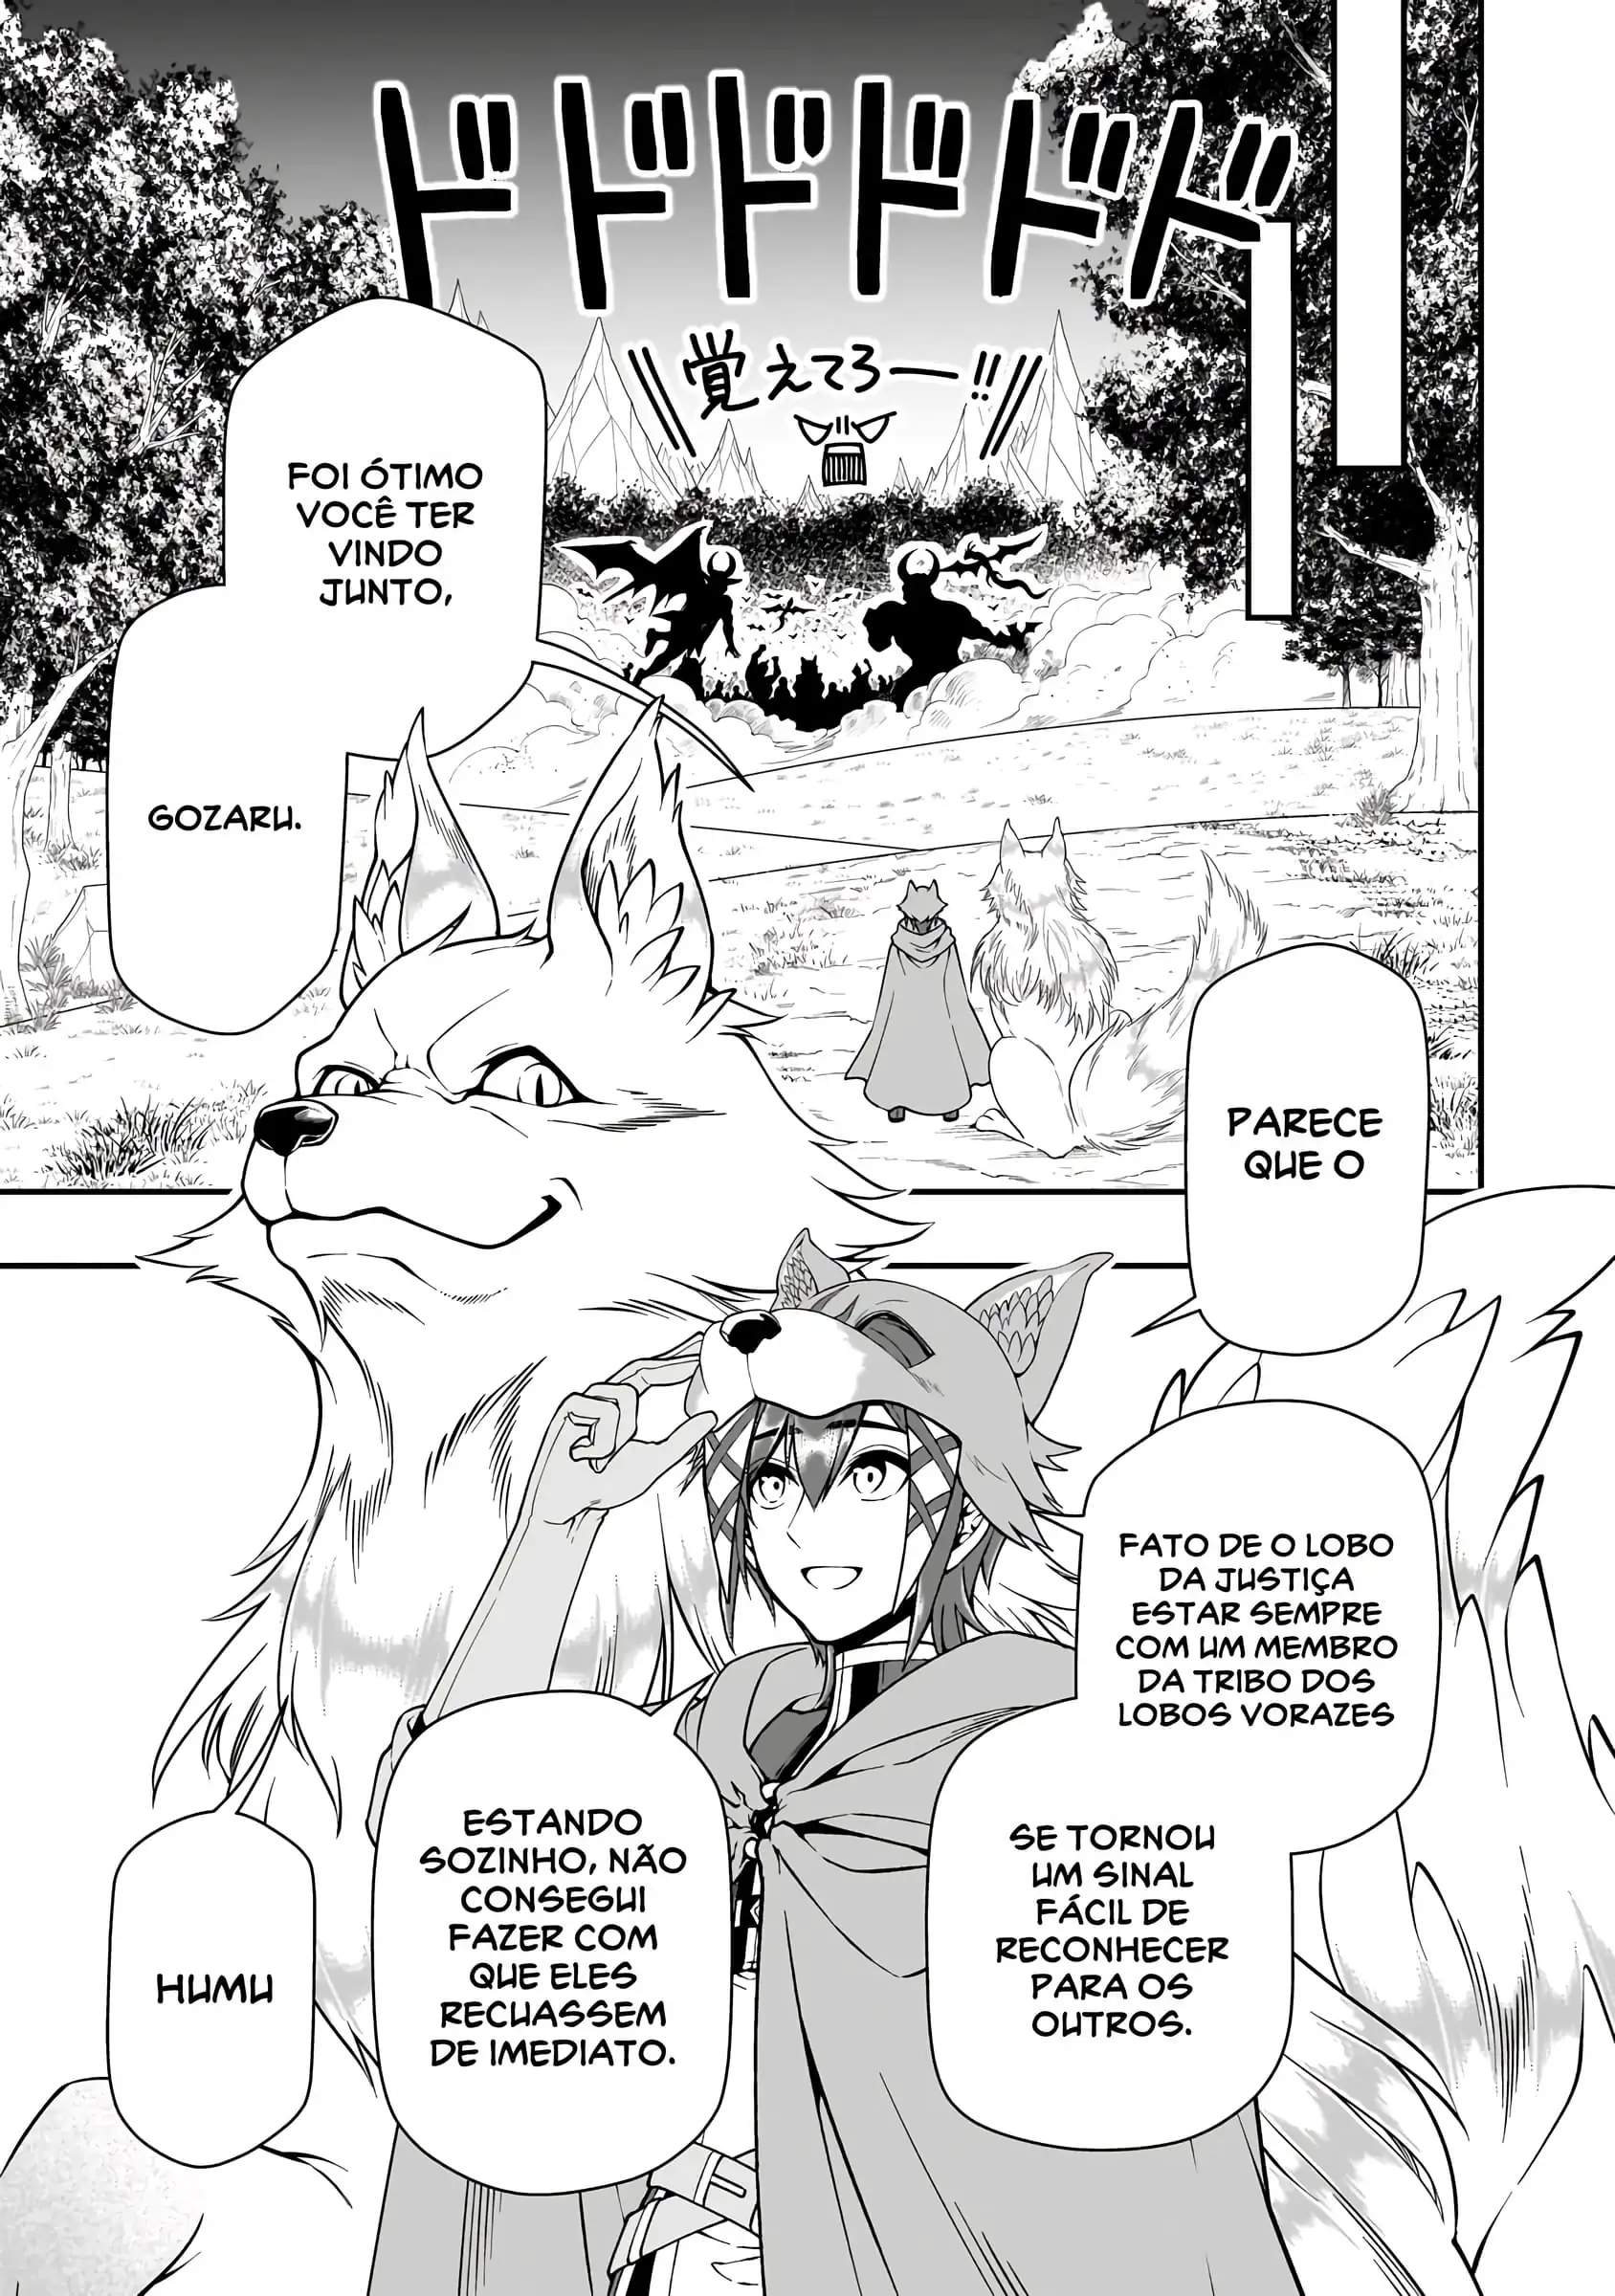 ドドドドドド
覚えてろー!!
FOI ÓTIMO
VOCÊ TER
VINDO
JUNTO,
GOZARU.
PARECE
QUE O
FATO DE O LOBO
DA JUSTIÇA
ESTAR SEMPRE
COM UM MEMBRO
DA TRIBO DOS
LOBOS VORAZES
SE TORNOU
UM SINAL
FÁCIL DE
RECONHECER
PARA OS
OUTROS.
ESTANDO
SOZINHO, NÃO
CONSEGUI
FAZER COM
QUE ELES
RECUASSEM
DE IMEDIATO.
HUMU